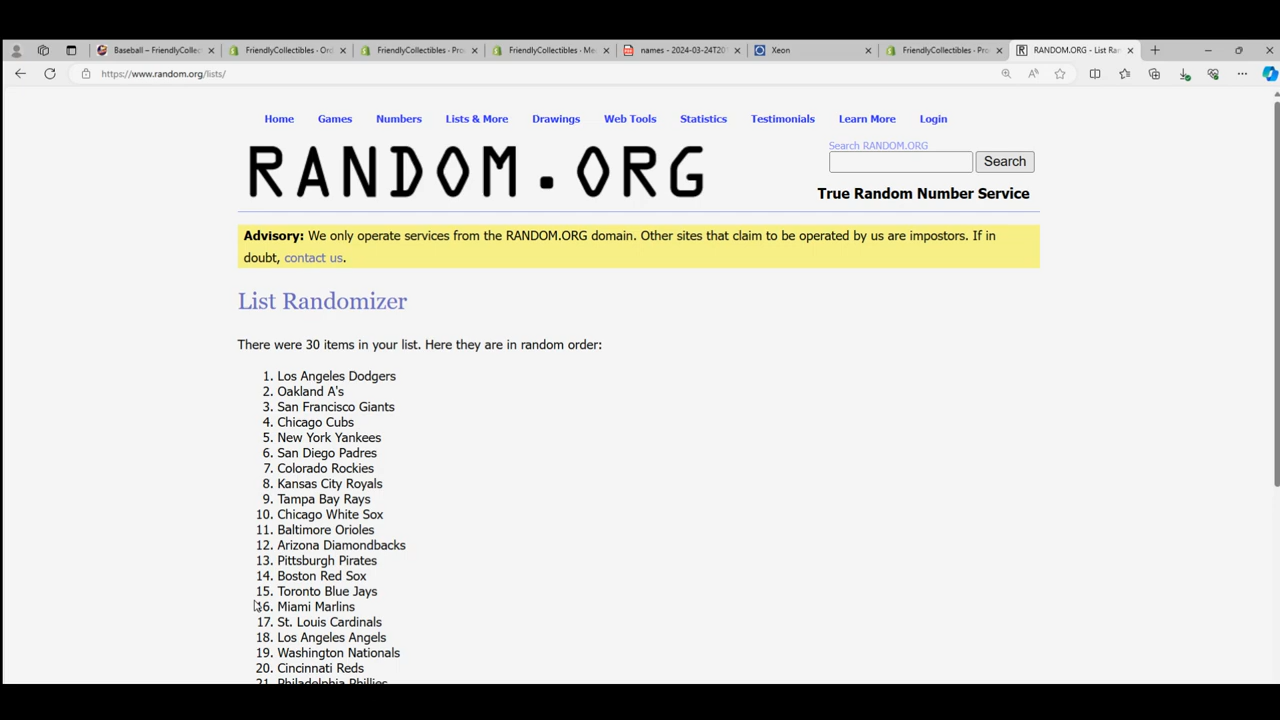 Baseball – FriendlyCollec
FriendlyCollectibles · Ord
FriendlyCollectibles · Pro
FriendlyCollectibles · Me
names - 2024-03-24T20
Xeon
FriendlyCollectibles · Pro
RANDOM.ORG - List Ran
https://www.random.org/lists/
Home Games Numbers Lists & More Drawings Web Tools Statistics Testimonials Learn More Login
RANDOM.ORG
Search RANDOM.ORG
Search
True Random Number Service
Advisory: We only operate services from the RANDOM.ORG domain. Other sites that claim to be operated by us are impostors. If in
doubt, contact us.
List Randomizer
There were 30 items in your list. Here they are in random order:
1. Los Angeles Dodgers
2. Oakland A's
3. San Francisco Giants
4. Chicago Cubs
5. New York Yankees
6. San Diego Padres
7. Colorado Rockies
8. Kansas City Royals
9. Tampa Bay Rays
10. Chicago White Sox
11. Baltimore Orioles
12. Arizona Diamondbacks
13. Pittsburgh Pirates
14. Boston Red Sox
15. Toronto Blue Jays
16. Miami Marlins
17. St. Louis Cardinals
18. Los Angeles Angels
19. Washington Nationals
20. Cincinnati Reds
21. Philadelphia Phillies